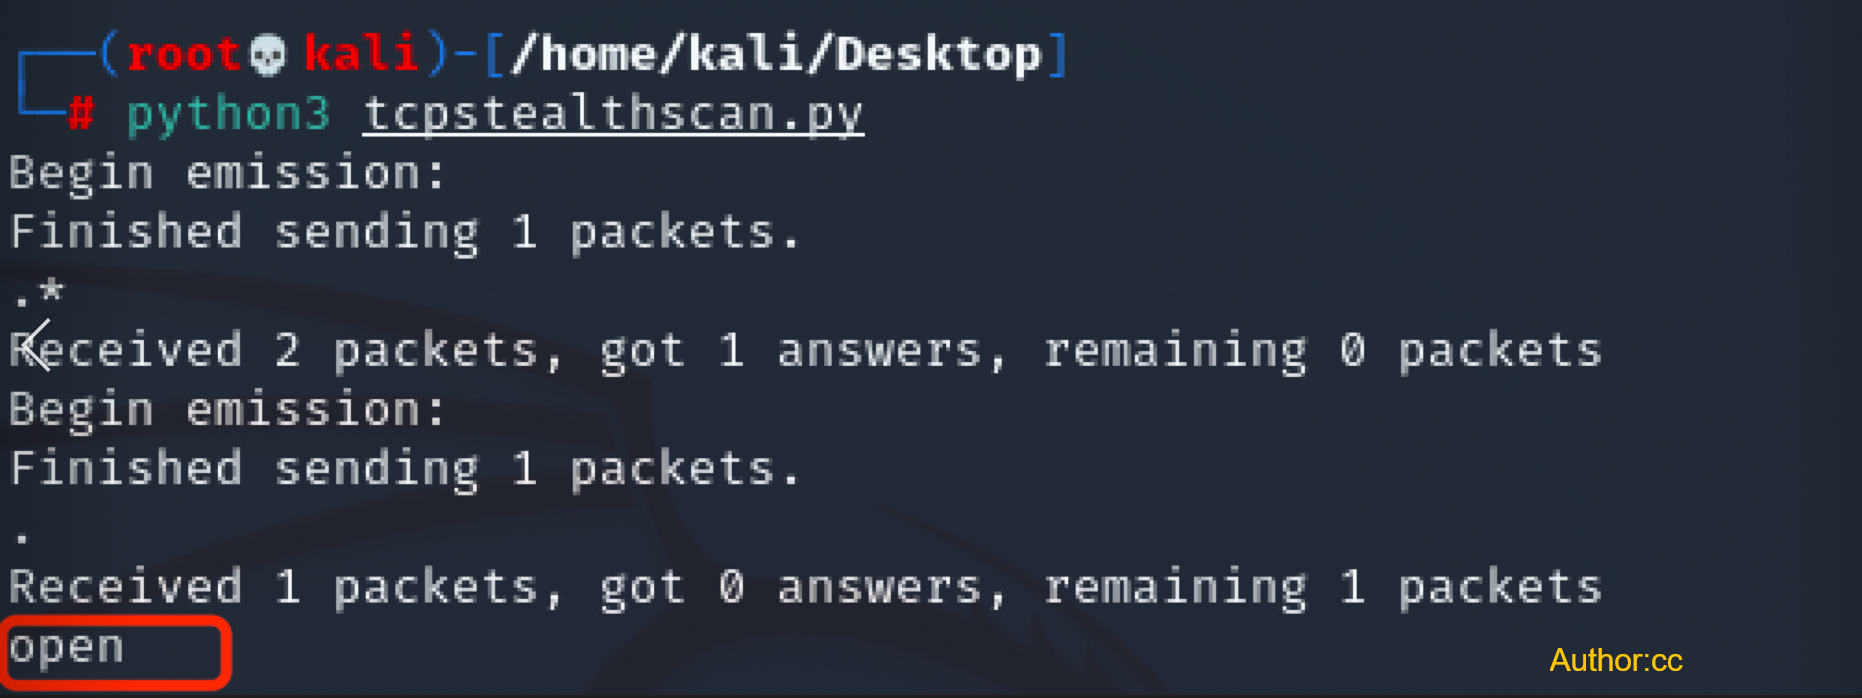 (root💀kali)-[/home/kali/Desktop]
# python3 tcpstealthscan.py
Begin emission:
Finished sending 1 packets.
.*
Received 2 packets, got 1 answers, remaining 0 packets
Begin emission:
Finished sending 1 packets.
.
Received 1 packets, got 0 answers, remaining 1 packets
open
Author:cc